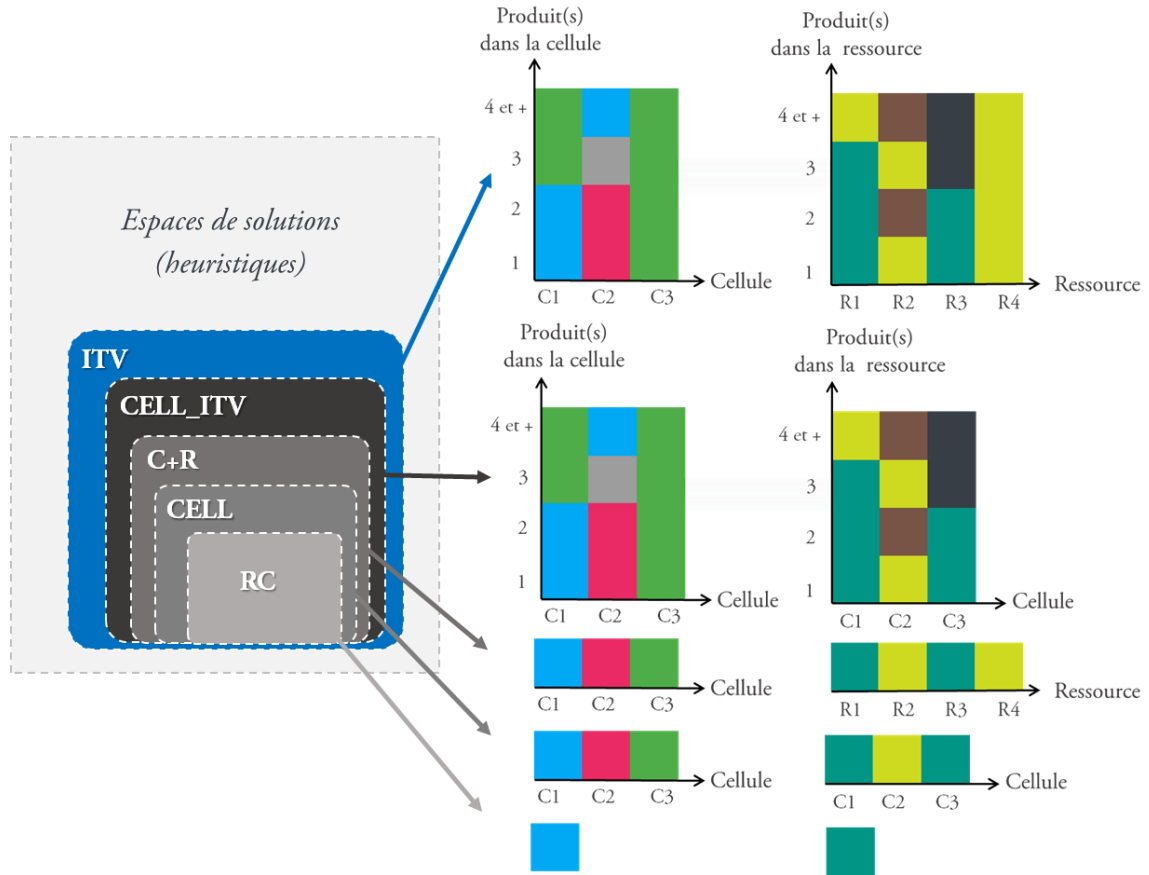 Espaces de solutions
(heuristiques)
ITV
CELL_ITV
C+R
CELL
RC
Produit(s)
dans la cellule
4 et +
3
2
1
C1 C2 C3
Cellule
Produit(s)
dans la ressource
4 et +
3
2
1
R1 R2 R3 R4
Ressource
Produit(s)
dans la cellule
4 et +
3
2
1
C1 C2 C3
Cellule
Produit(s)
dans la ressource
4 et +
3
2
1
C1 C2 C3
Cellule
C1 C2 C3
Cellule
R1 R2 R3 R4
Ressource
C1 C2 C3
Cellule
C1 C2 C3
Cellule